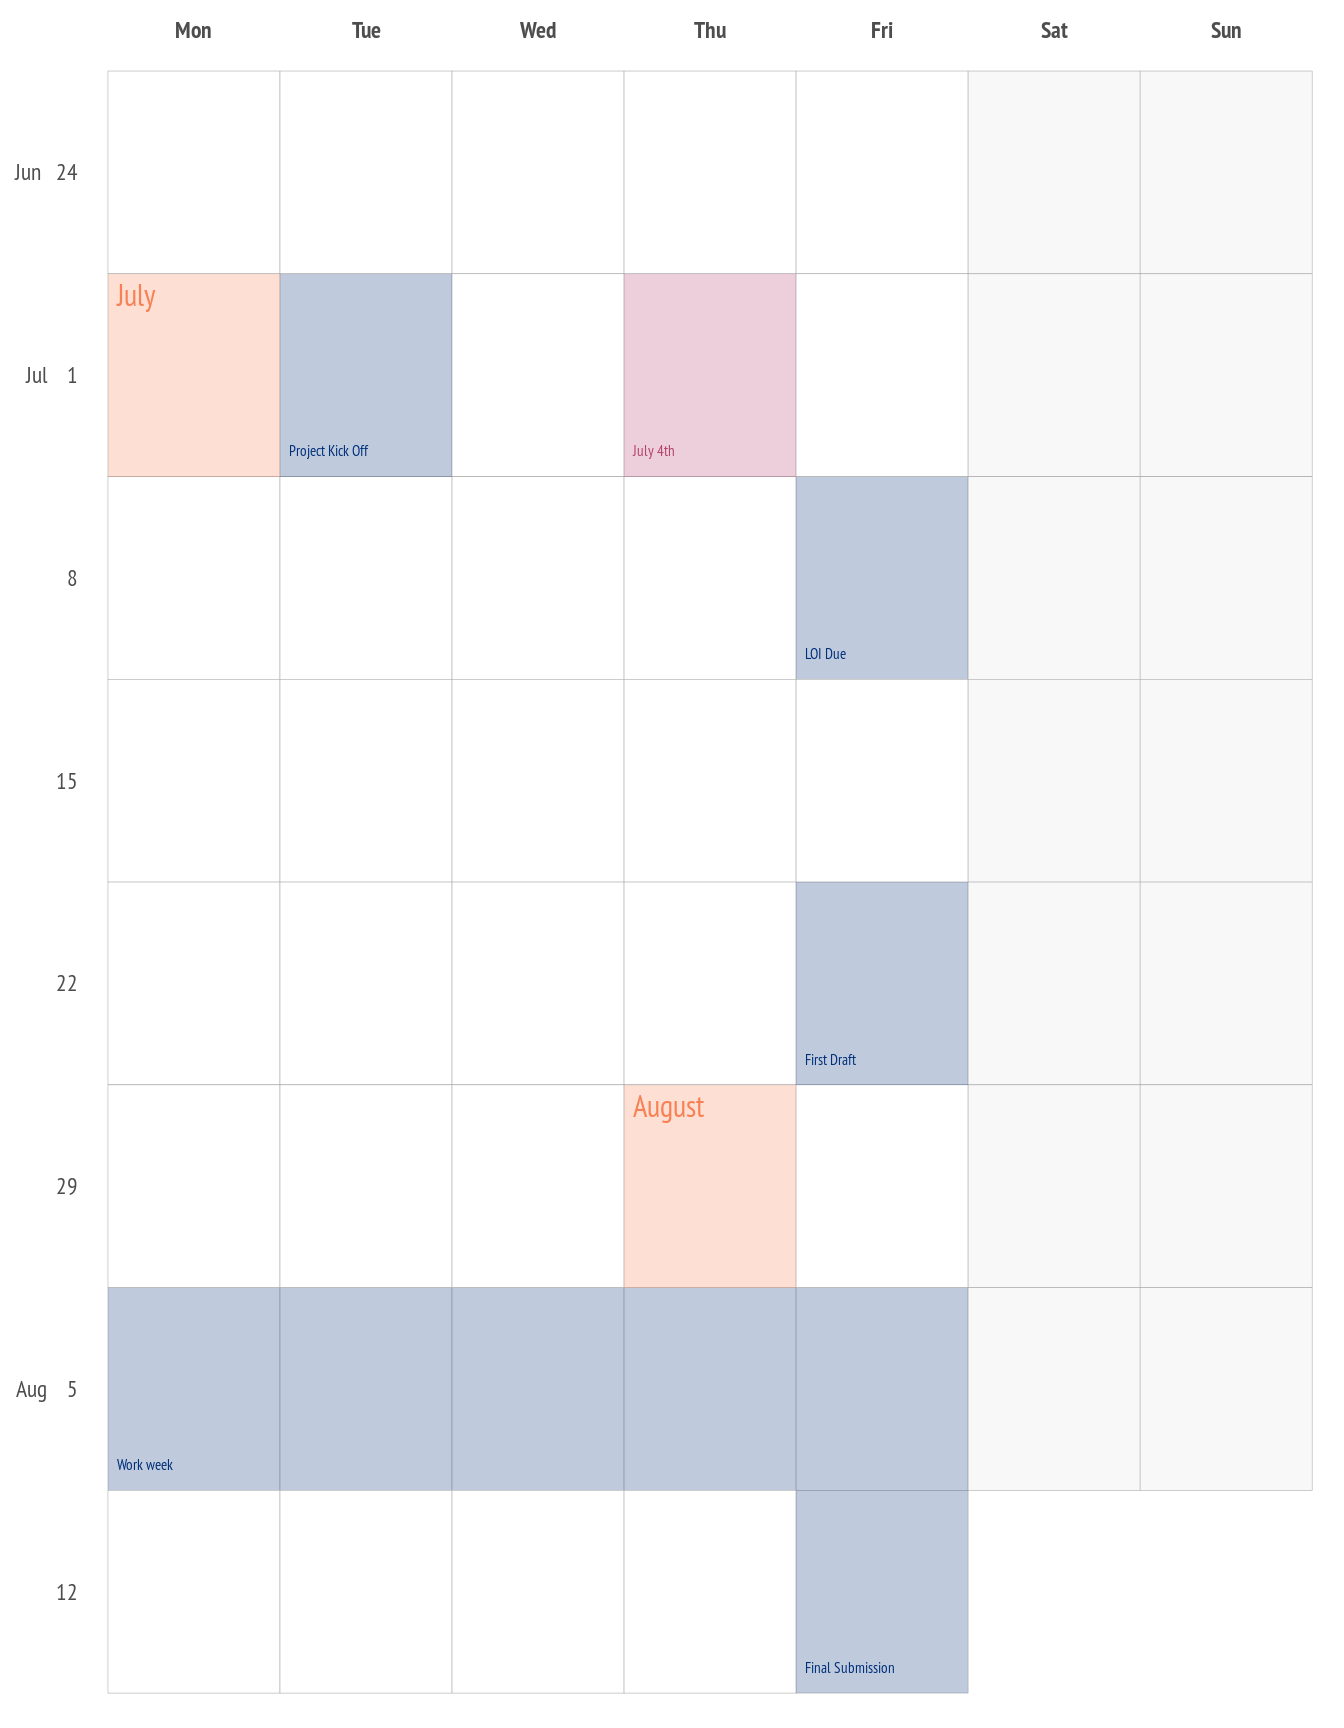 Mon Tue Wed Thu Fri Sat Sun
Jun 24
July
Jul 1
Project Kick Off
July 4th
8
LOI Due
15
22
First Draft
August
29
Aug 5
Work week
12
Final Submission